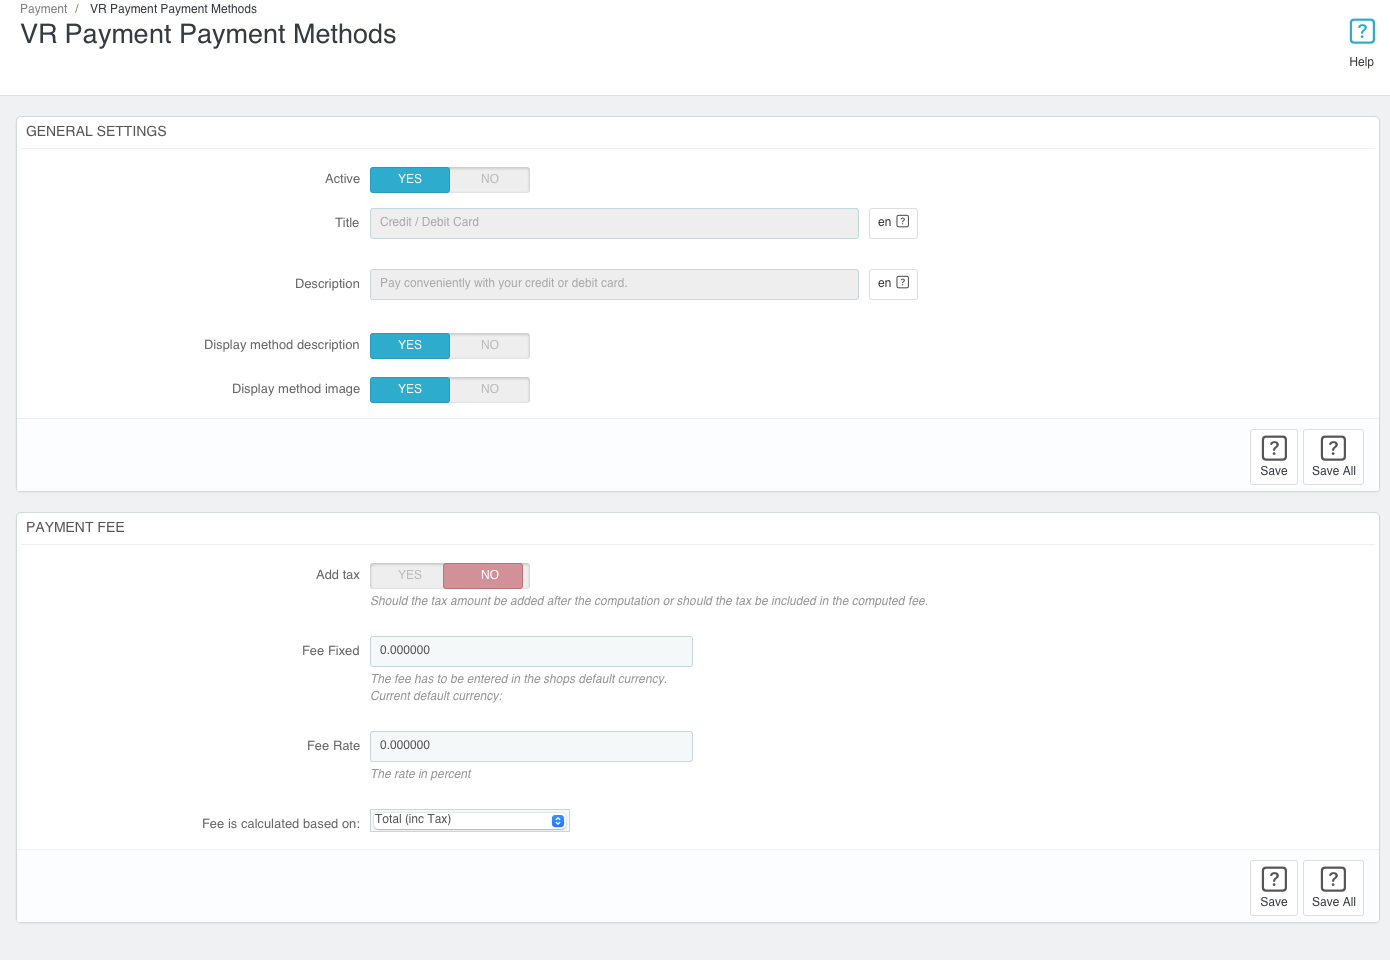 Payment / VR Payment Payment Methods
VR Payment Payment Methods
Help
GENERAL SETTINGS
Active YES NO
Title Credit / Debit Card en
Description Pay conveniently with your credit or debit card. en
Display method description YES NO
Display method image YES NO
Save Save All
PAYMENT FEE
Add tax YES NO
Should the tax amount be added after the computation or should the tax be included in the computed fee.
Fee Fixed 0.000000
The fee has to be entered in the shops default currency.
Current default currency:
Fee Rate 0.000000
The rate in percent
Fee is calculated based on: Total (inc Tax)
Save Save All